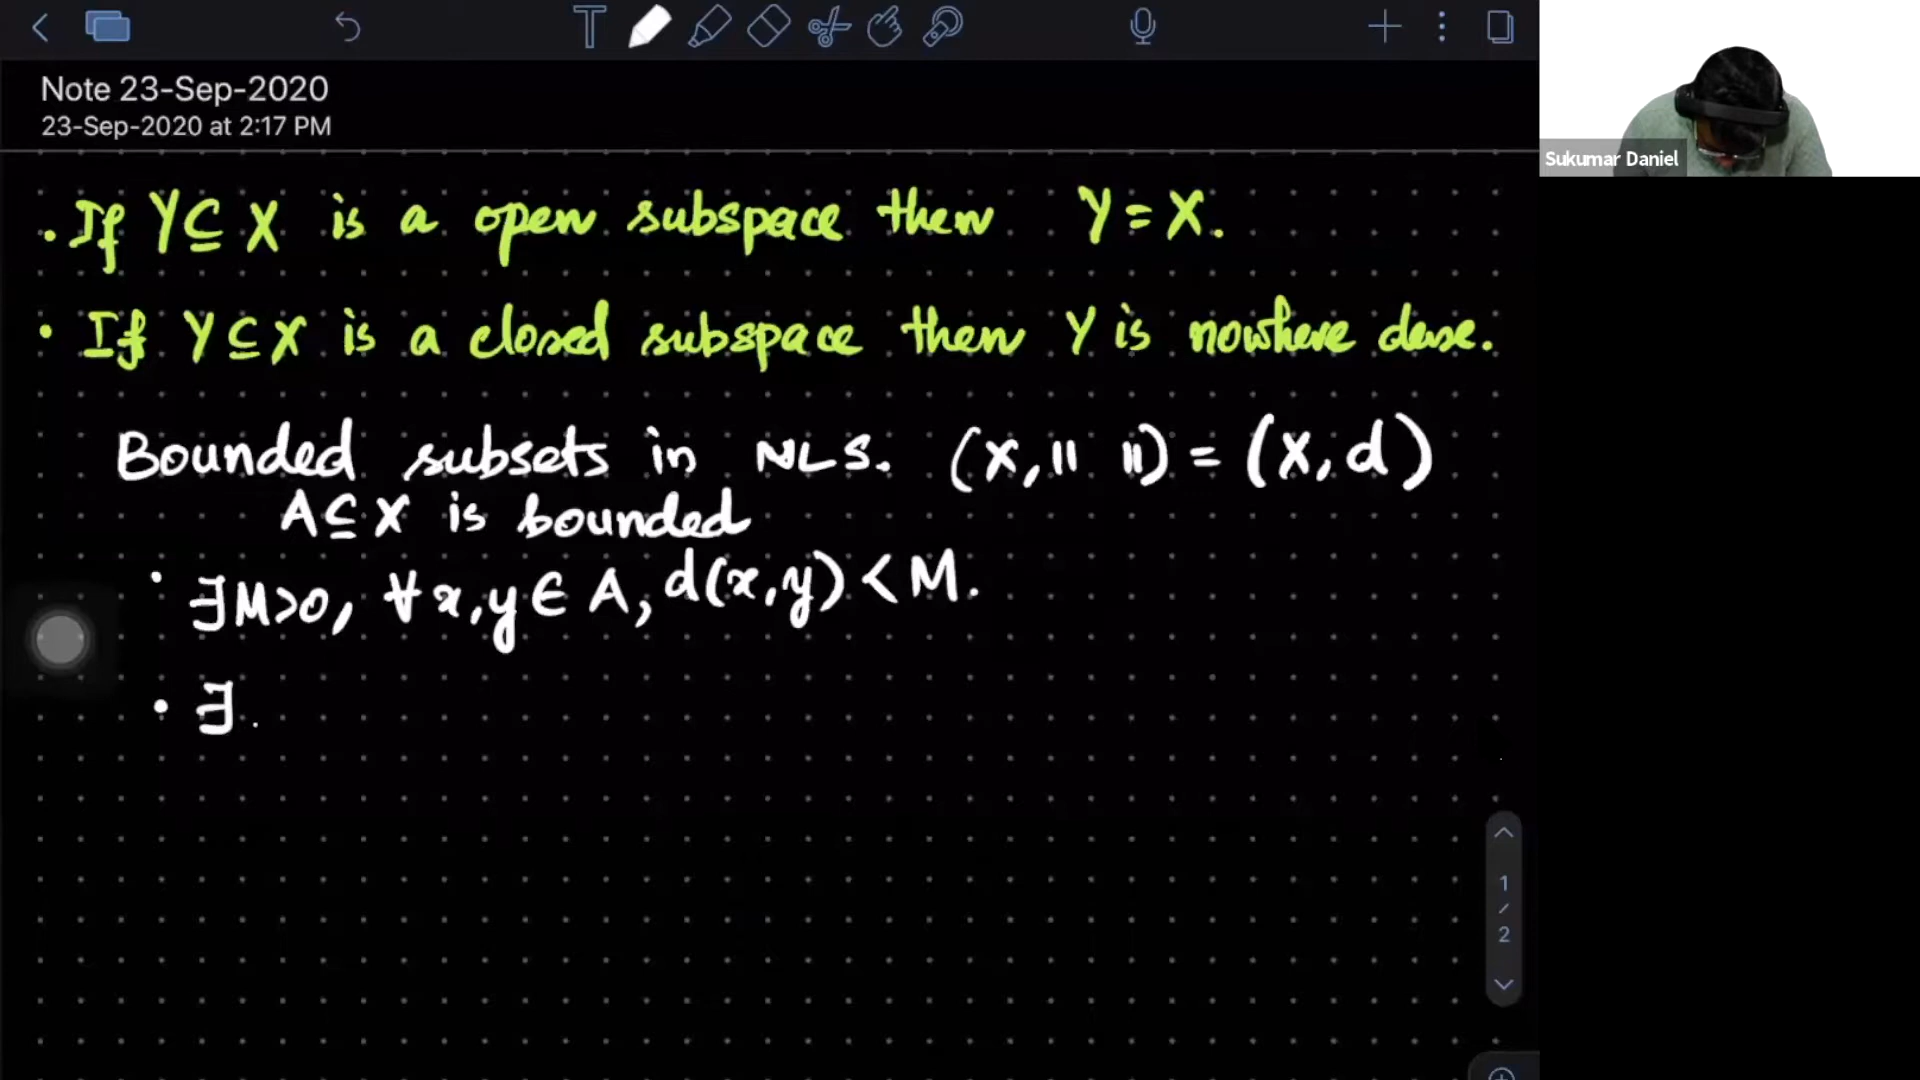 Note 23-Sep-2020
23-Sep-2020 at 2:17 PM
Sukumar Daniel
. If Y ⊆ X is a open subspace then Y = X.
• If Y ⊆ X is a closed subspace then Y is nowhere dense.
Bounded subsets in NLS. (X, || ||) = (X, d)
A ⊆ X is bounded
• ∃ M>0, ∀ x, y ∈ A, d(x, y) < M.
• ∃
1
/
2